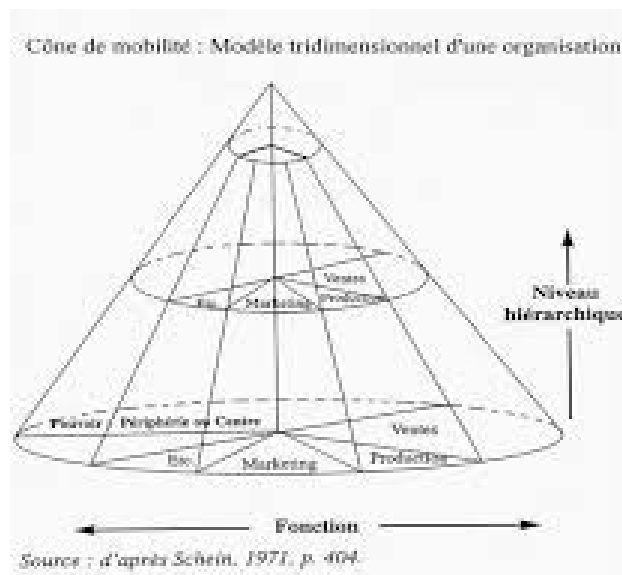 Cône de mobilité : Modèle tridimensionnel d'une organisation
Ventes
Etc.
Marketing
Production
Niveau
hiérarchique
Pouvoir : Périphérie au Centre
Ventes
Etc.
Marketing
Production
Fonction
Source : d'après Schein, 1971, p. 404.